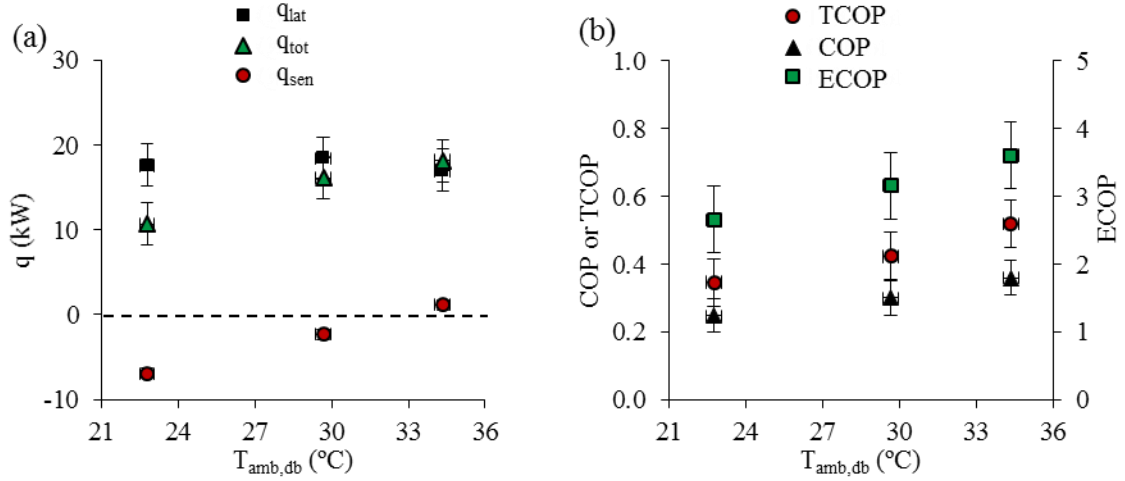 (a)
q_lat
q_tot
q_sen
30
20
10
0
-10
q (kW)
21 24 27 30 33 36
T_amb,db (ºC)
(b)
TCOP
COP
ECOP
1.0
0.8
0.6
0.4
0.2
0.0
COP or TCOP
5
4
3
2
1
0
ECOP
21 24 27 30 33 36
T_amb,db (ºC)